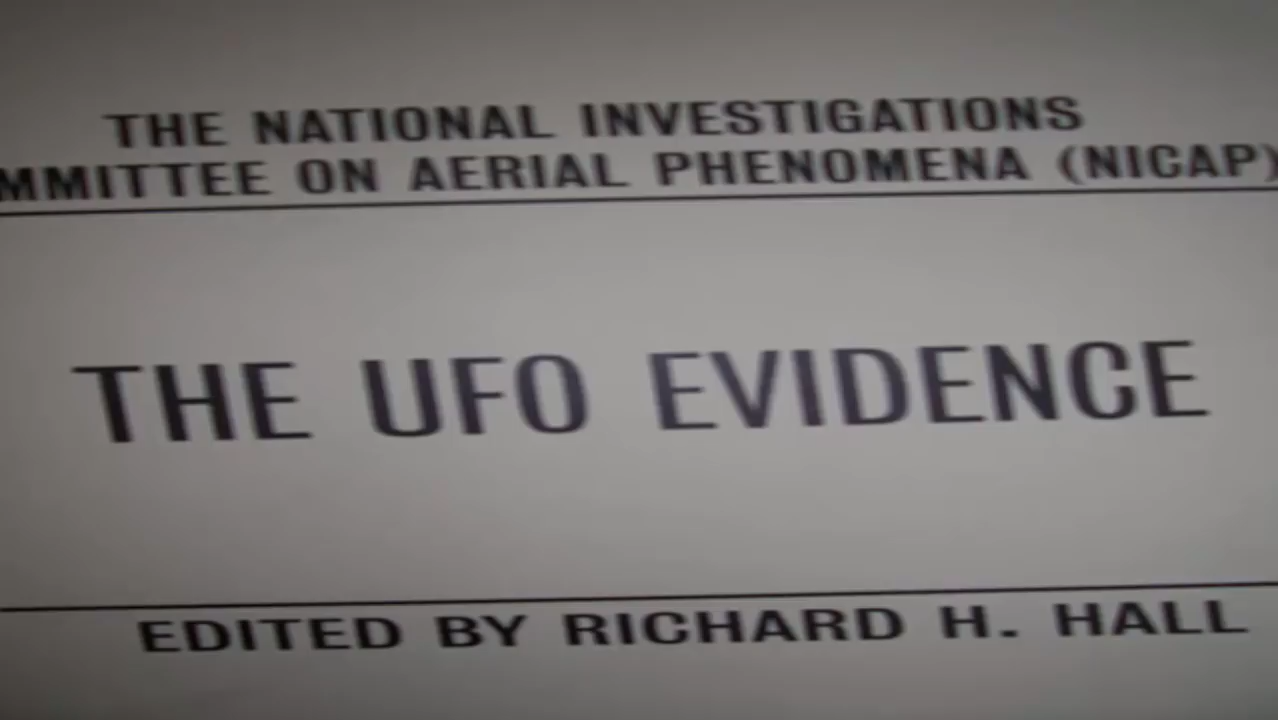 THE NATIONAL INVESTIGATIONS
MMITTEE ON AERIAL PHENOMENA (NICAP)
THE UFO EVIDENCE
EDITED BY RICHARD H. HALL